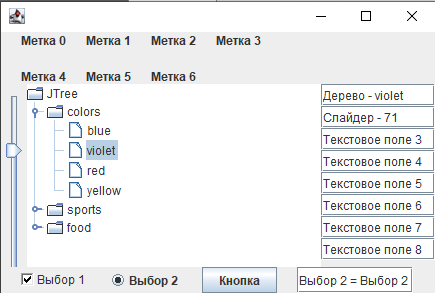 Метка 0 Метка 1 Метка 2 Метка 3
Метка 4 Метка 5 Метка 6
JTree
colors
blue
violet
red
yellow
sports
food
Дерево - violet
Слайдер - 71
Текстовое поле 3
Текстовое поле 4
Текстовое поле 5
Текстовое поле 6
Текстовое поле 7
Текстовое поле 8
Выбор 1 Выбор 2 Кнопка Выбор 2 = Выбор 2